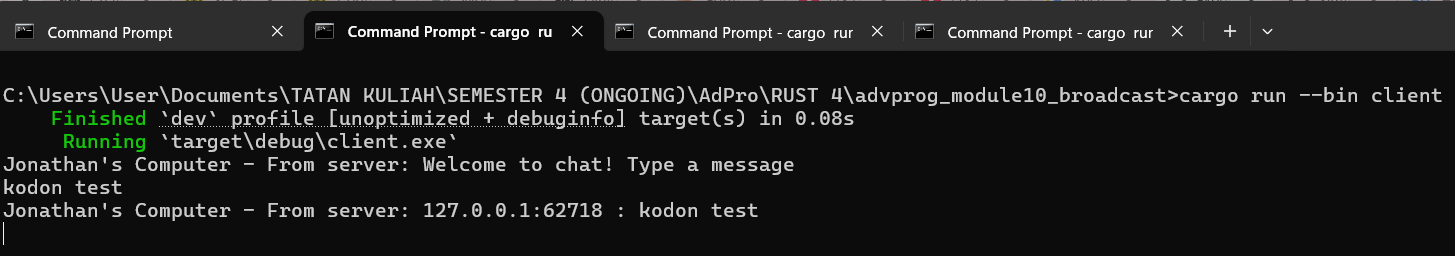 Command Prompt
Command Prompt - cargo ru
Command Prompt - cargo rur
Command Prompt - cargo rur
C:\Users\User\Documents\TATAN KULIAH\SEMESTER 4 (ONGOING)\AdPro\RUST 4\advprog_module10_broadcast>cargo run --bin client
Finished `dev` profile [unoptimized + debuginfo] target(s) in 0.08s
Running `target\debug\client.exe`
Jonathan's Computer - From server: Welcome to chat! Type a message
kodon test
Jonathan's Computer - From server: 127.0.0.1:62718 : kodon test